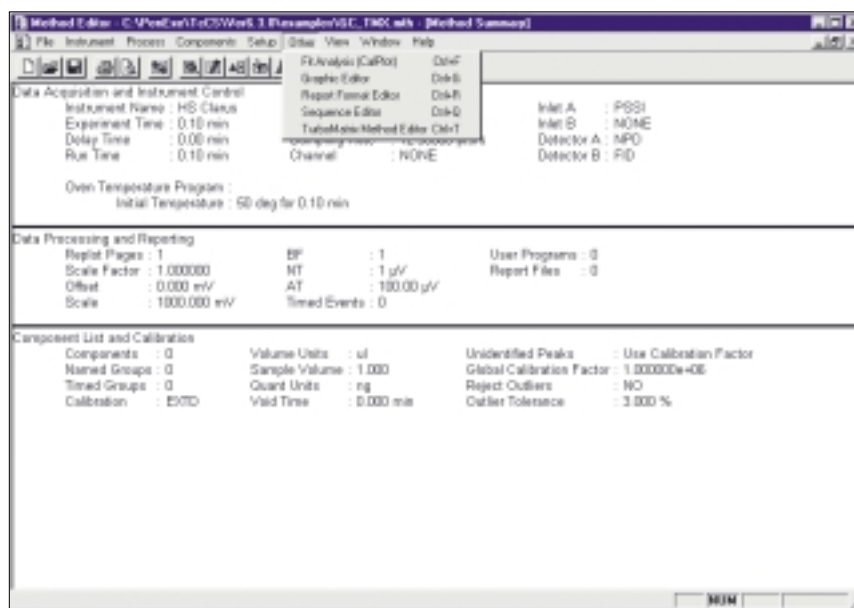 Method Editor - C:\PenExe\TcCS\Ver6.3.0\examples\GC_TMX.mth - [Method Summary]
File Instrument Process Components Setup Other View Window Help
Fit Analysis (CalPlot) Ctrl+F
Graphic Editor Ctrl+G
Report Format Editor Ctrl+R
Sequence Editor Ctrl+Q
TurboMatrix Method Editor Ctrl+T
Data Acquisition and Instrument Control
Instrument Name : HS Clarus Inlet A : PSSI
Experiment Time : 0.10 min Inlet B : NONE
Delay Time : 0.00 min Detector A : NPD
Run Time : 0.10 min Channel : NONE Detector B : FID
Oven Temperature Program :
Initial Temperature : 50 deg for 0.10 min
Data Processing and Reporting
Replot Pages : 1 BF : 1 User Programs : 0
Scale Factor : 1.000000 NT : 1 µV Report Files : 0
Offset : 0.000 mV AT : 100.00 µV
Scale : 1000.000 mV Timed Events : 0
Component List and Calibration
Components : 0 Volume Units : ul Unidentified Peaks : Use Calibration Factor
Named Groups : 0 Sample Volume : 1.000 Global Calibration Factor : 1.000000e+06
Timed Groups : 0 Quant Units : ng Reject Outliers : NO
Calibration : EXTD Void Time : 0.000 min Outlier Tolerance : 3.000 %
NUM